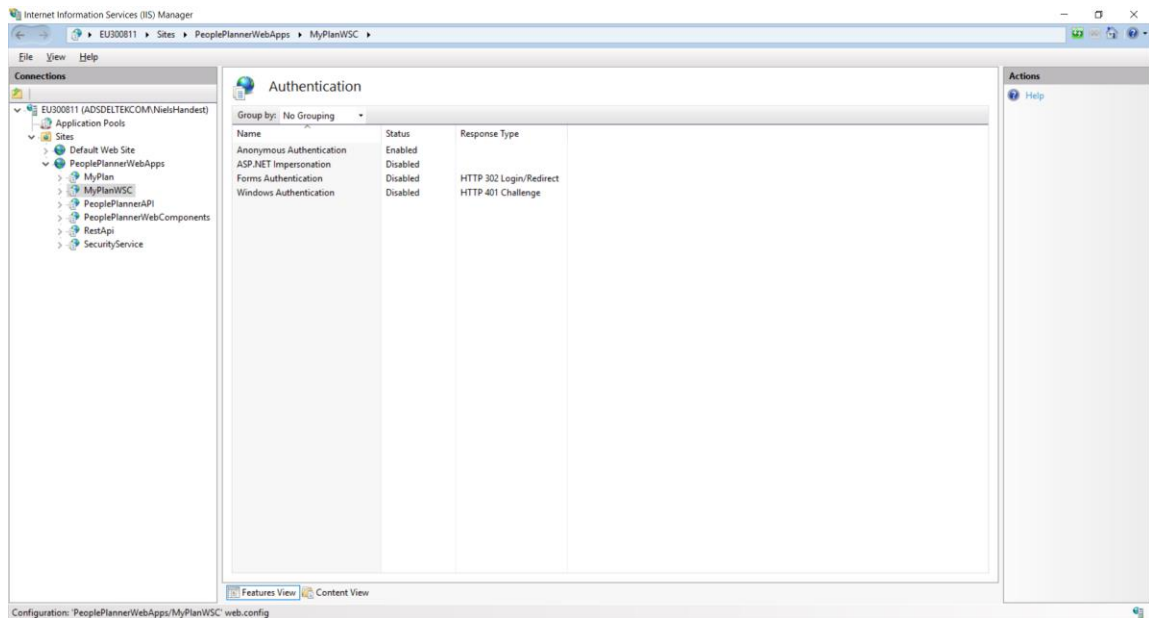 Internet Information Services (IIS) Manager
EU300811 Sites PeoplePlannerWebApps MyPlanWSC
File View Help
Connections
EU300811 (ADSDELTEKCOM\NielsHandest)
Application Pools
Sites
Default Web Site
PeoplePlannerWebApps
MyPlan
MyPlanWSC
PeoplePlannerAPI
PeoplePlannerWebComponents
RestApi
SecurityService
Authentication
Group by: No Grouping
Name Status Response Type
Anonymous Authentication Enabled
ASP.NET Impersonation Disabled
Forms Authentication Disabled HTTP 302 Login/Redirect
Windows Authentication Disabled HTTP 401 Challenge
Features View Content View
Actions
Help
Configuration: 'PeoplePlannerWebApps/MyPlanWSC' web.config